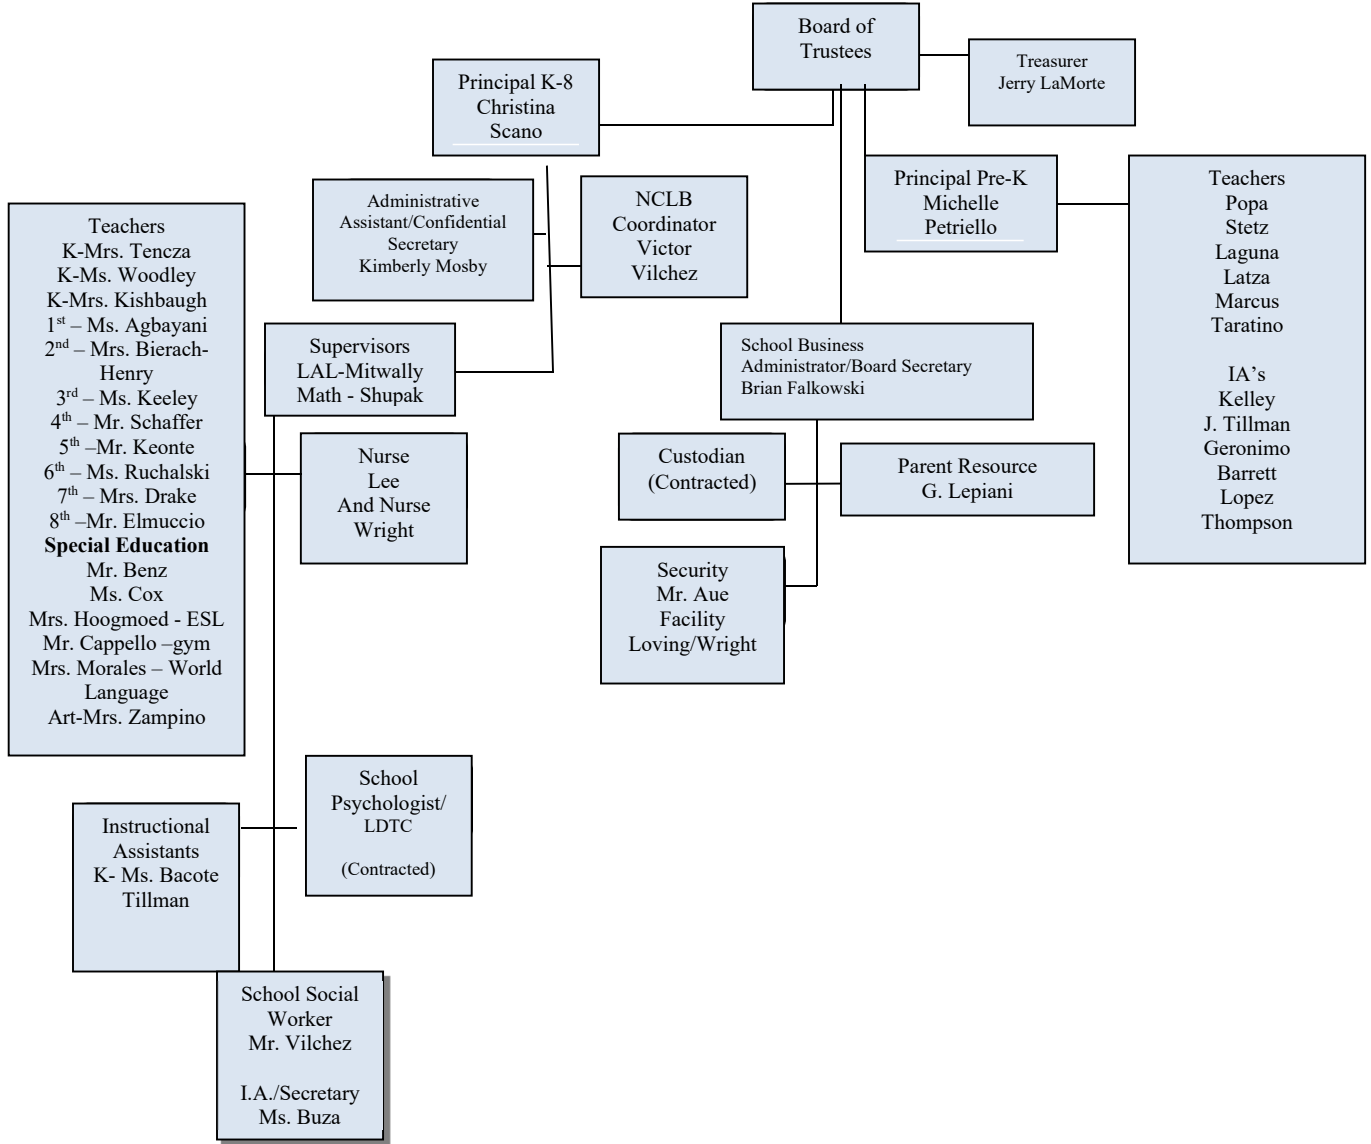 Board of
Trustees
Treasurer
Jerry LaMorte
Principal K-8
Christina
Scano
Principal Pre-K
Michelle
Petriello
Teachers
Popa
Stetz
Laguna
Latza
Marcus
Taratino
IA’s
Kelley
J. Tillman
Geronimo
Barrett
Lopez
Thompson
Administrative
Assistant/Confidential
Secretary
Kimberly Mosby
NCLB
Coordinator
Victor
Vilchez
Teachers
K-Mrs. Tencza
K-Ms. Woodley
K-Mrs. Kishbaugh
1st – Ms. Agbayani
2nd – Mrs. Bierach-
Henry
3rd – Ms. Keeley
4th – Mr. Schaffer
5th –Mr. Keonte
6th – Ms. Ruchalski
7th – Mrs. Drake
8th –Mr. Elmuccio
Special Education
Mr. Benz
Ms. Cox
Mrs. Hoogmoed - ESL
Mr. Cappello –gym
Mrs. Morales – World
Language
Art-Mrs. Zampino
Supervisors
LAL-Mitwally
Math - Shupak
School Business
Administrator/Board Secretary
Brian Falkowski
Nurse
Lee
And Nurse
Wright
Custodian
(Contracted)
Parent Resource
G. Lepiani
Security
Mr. Aue
Facility
Loving/Wright
School
Psychologist/
LDTC
(Contracted)
Instructional
Assistants
K- Ms. Bacote
Tillman
School Social
Worker
Mr. Vilchez
I.A./Secretary
Ms. Buza